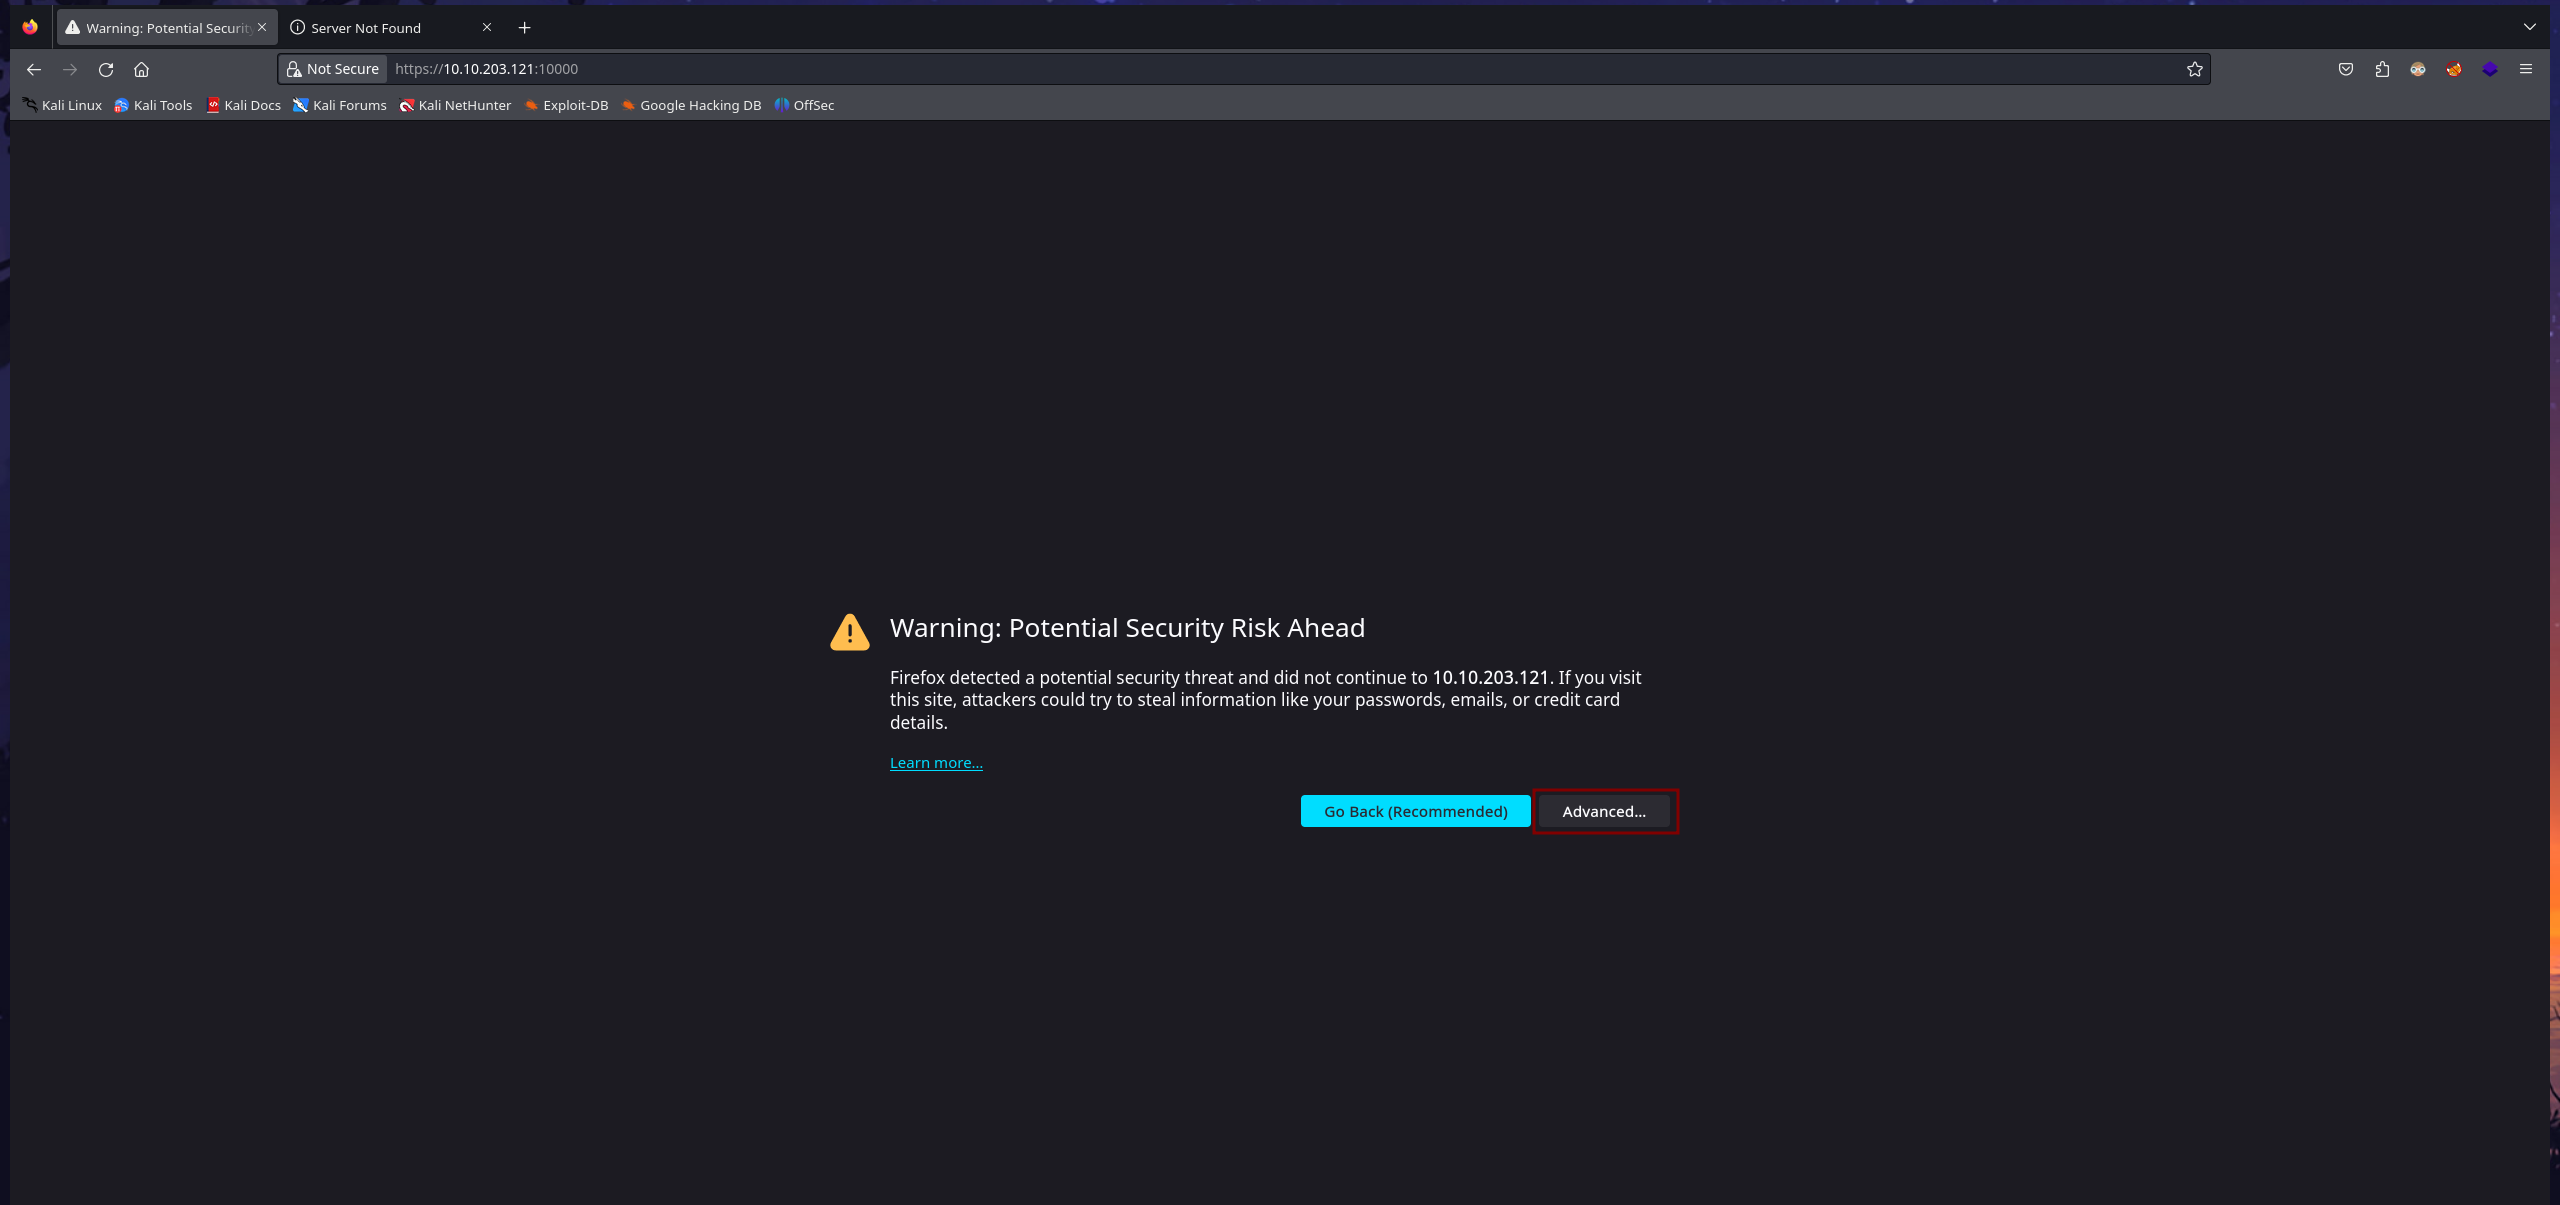 Warning: Potential Security
Server Not Found
Not Secure
https://10.10.203.121:10000
Kali Linux
Kali Tools
Kali Docs
Kali Forums
Kali NetHunter
Exploit-DB
Google Hacking DB
OffSec
Warning: Potential Security Risk Ahead
Firefox detected a potential security threat and did not continue to 10.10.203.121. If you visit
this site, attackers could try to steal information like your passwords, emails, or credit card
details.
Learn more...
Go Back (Recommended)
Advanced...